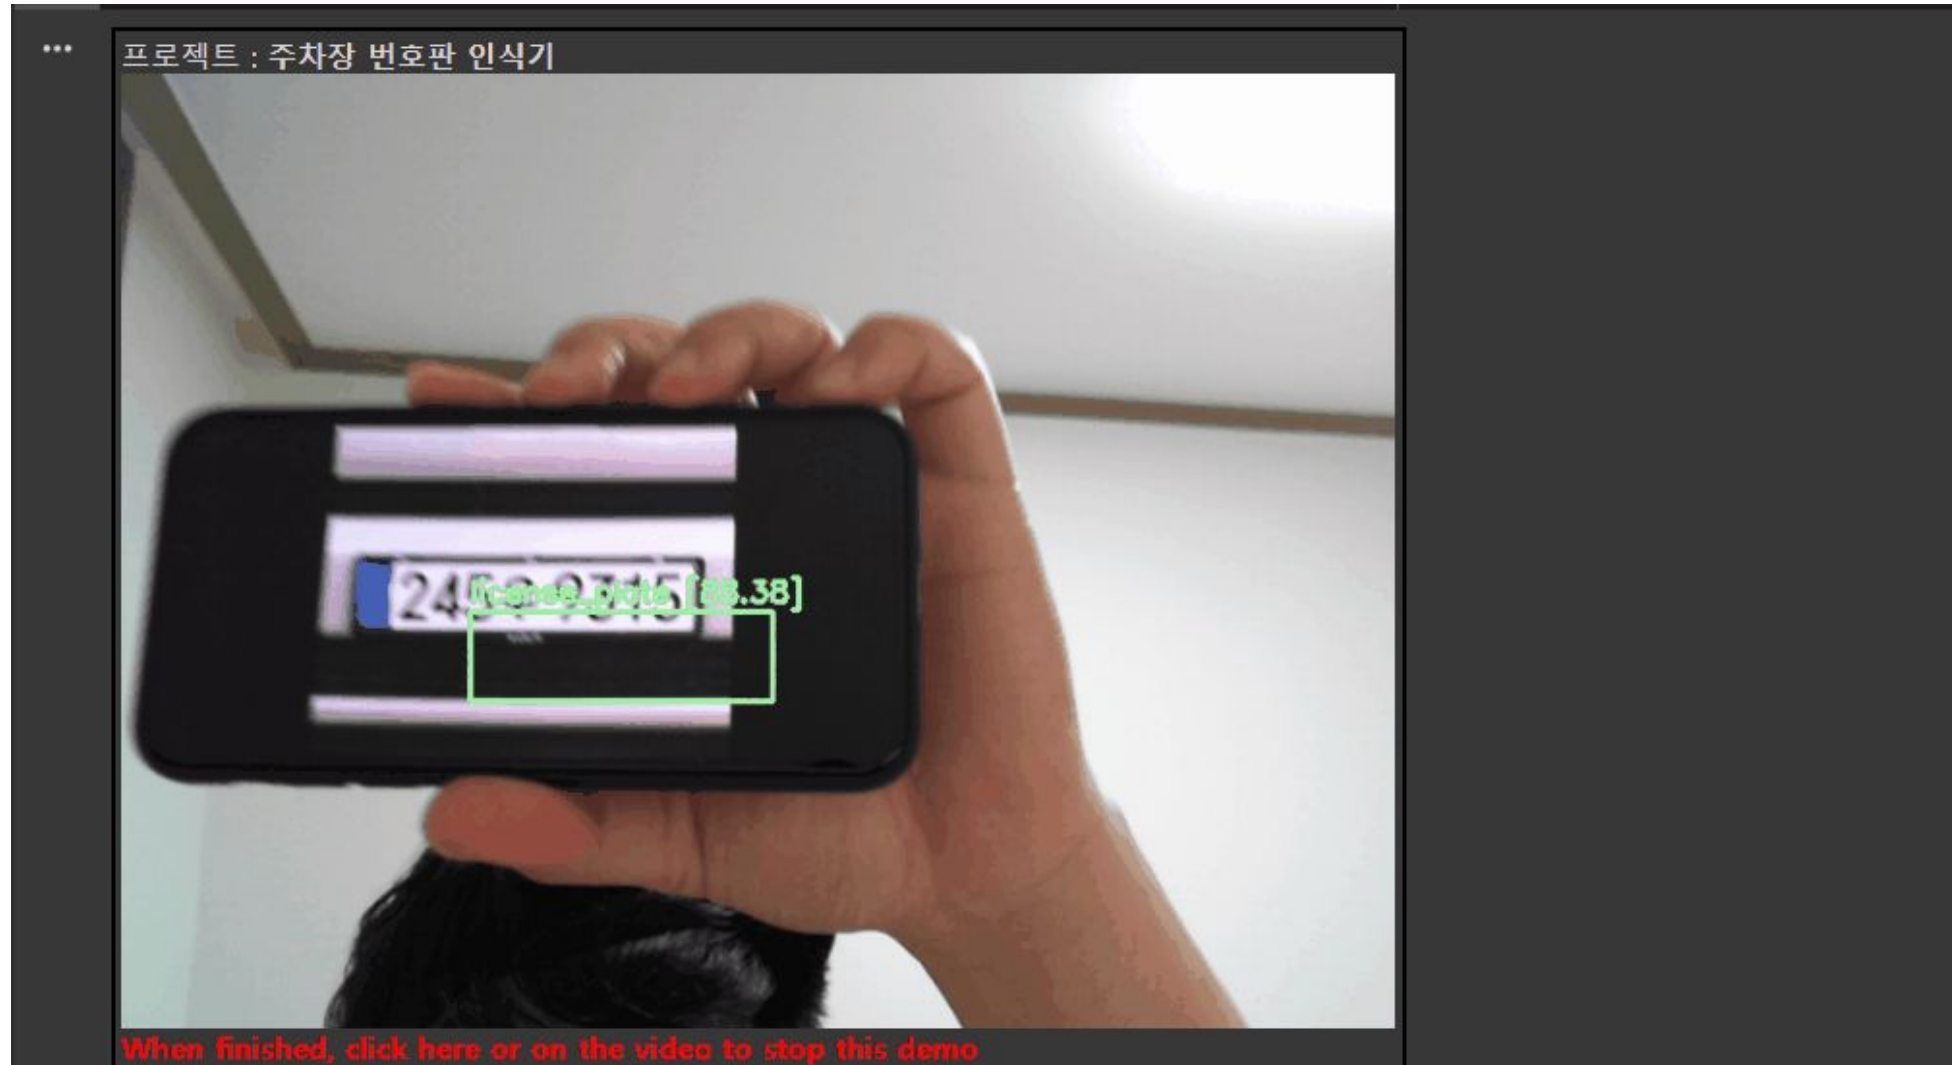 프로젝트 : 주차장 번호판 인식기
license_plate [88.38]
When finished, click here or on the video to stop this demo